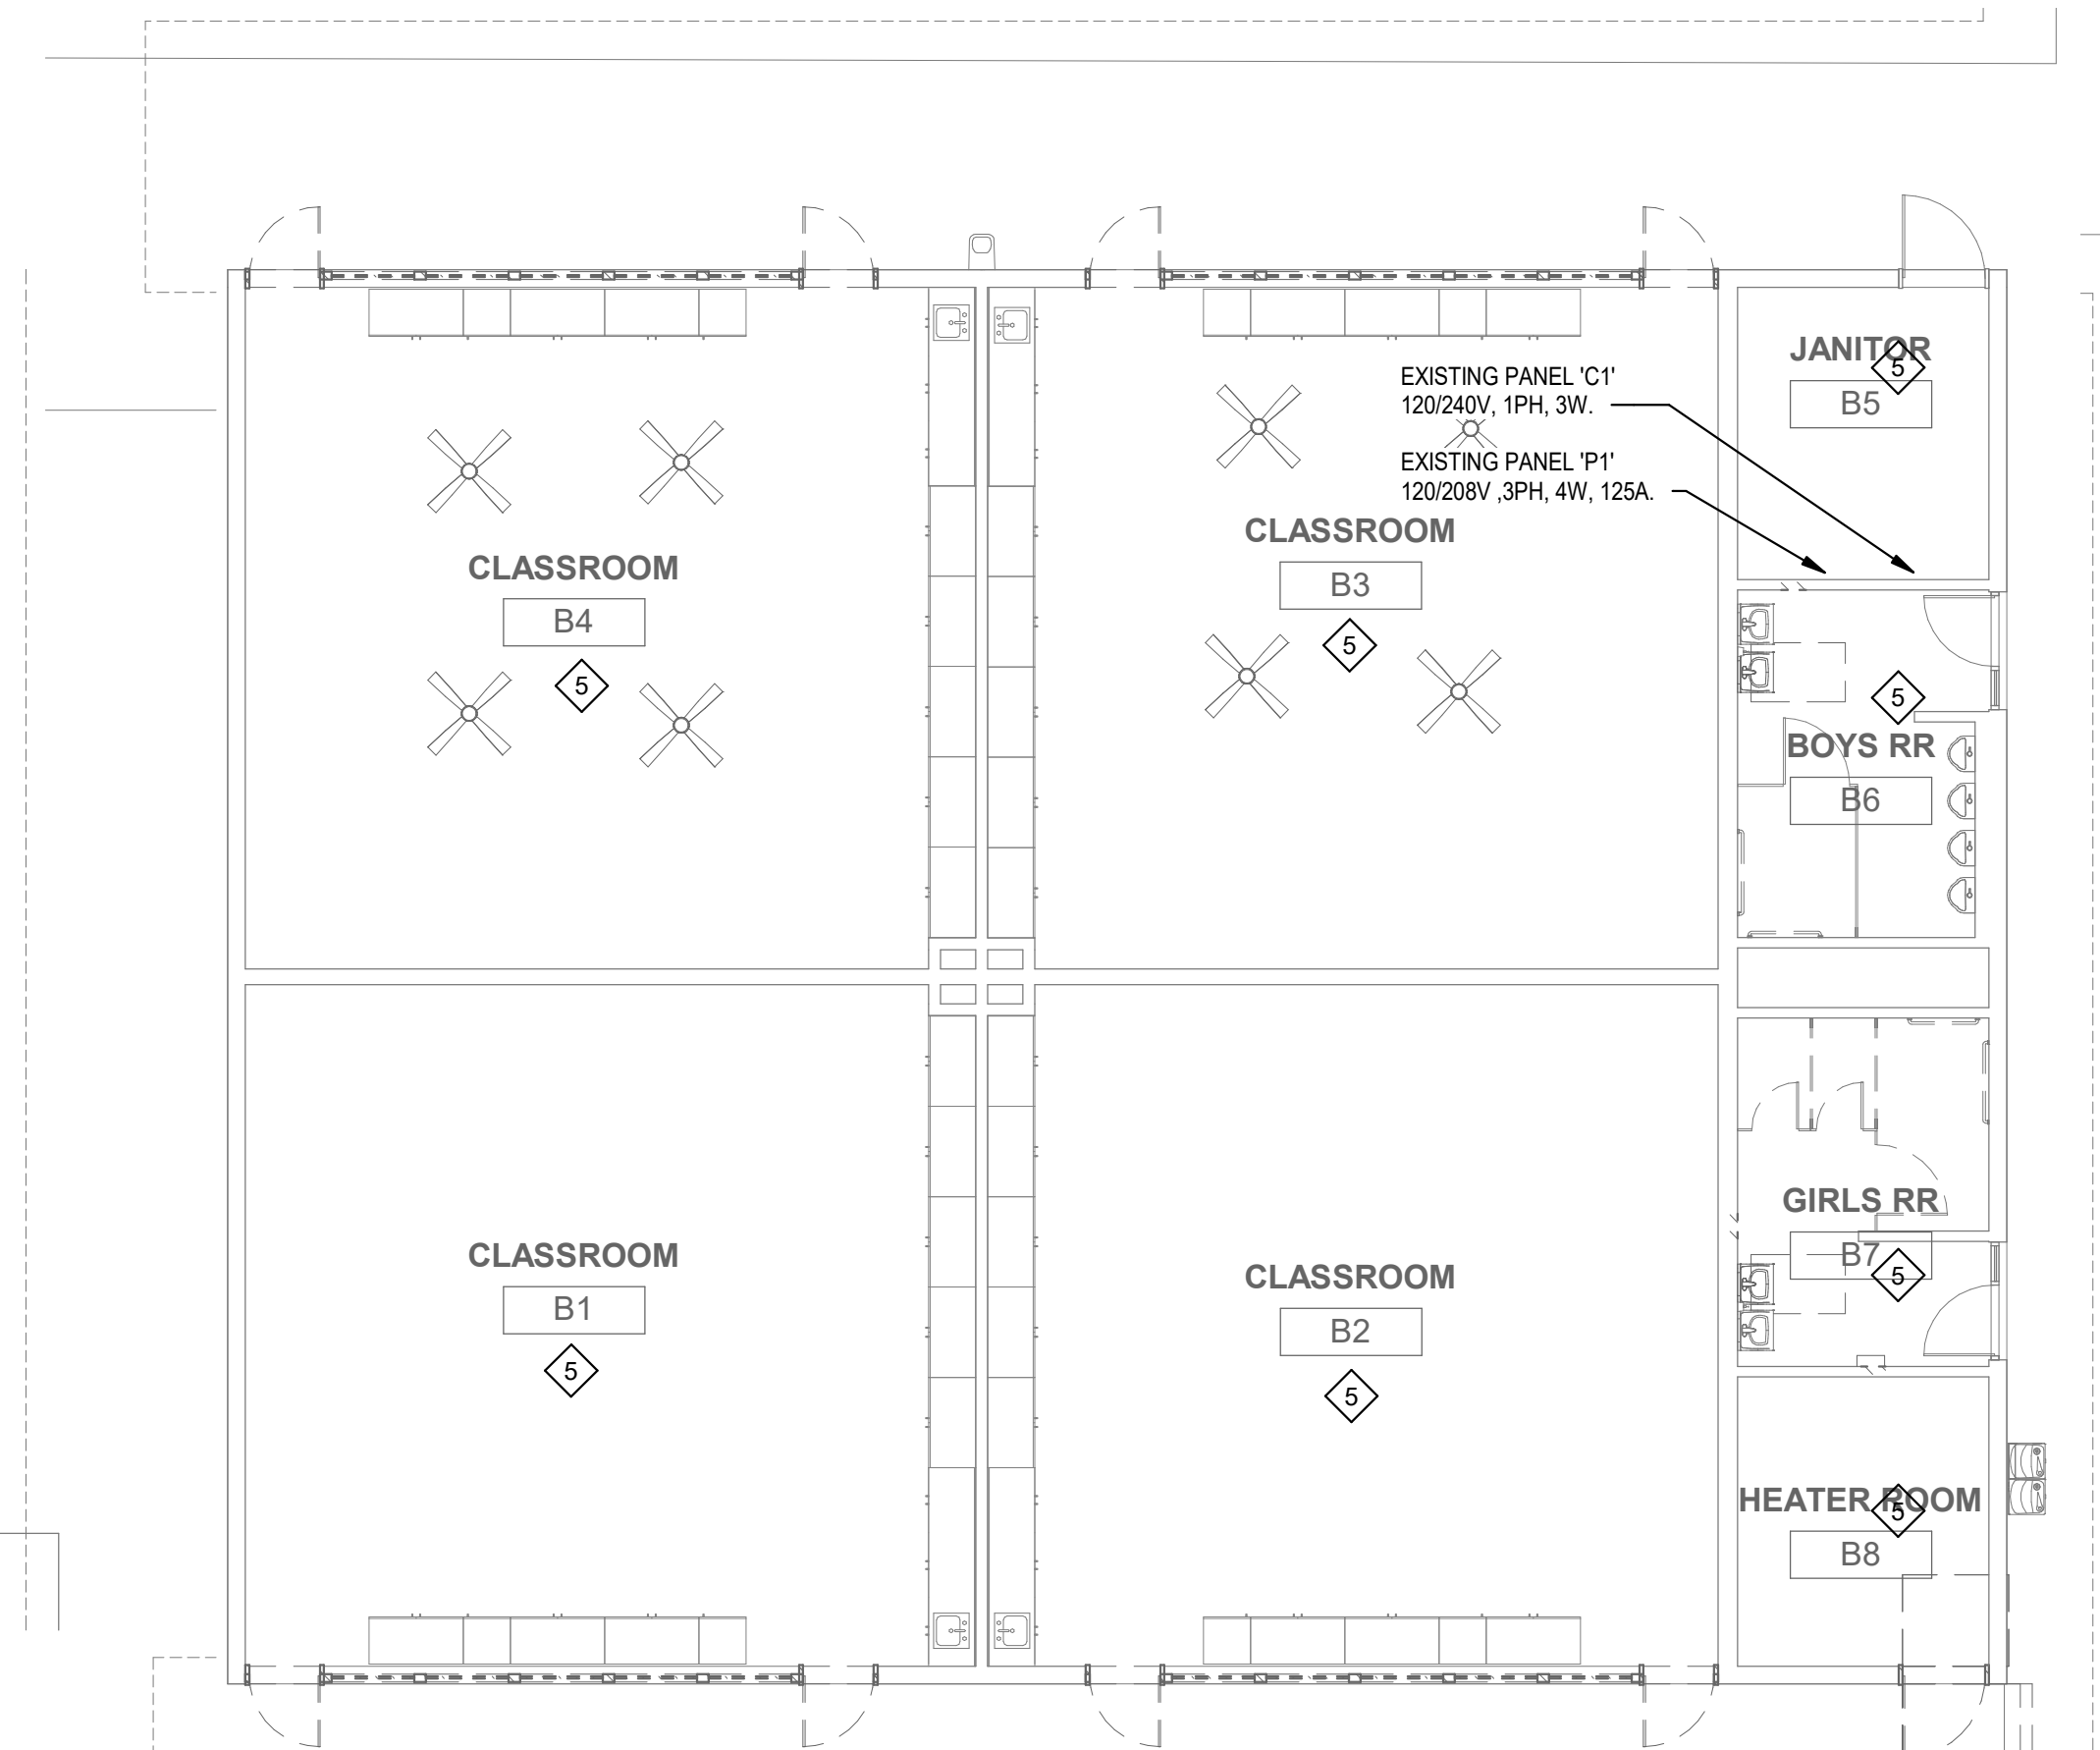 JANITOR
5
B5
EXISTING PANEL 'C1'
120/240V, 1PH, 3W.
EXISTING PANEL 'P1'
120/208V ,3PH, 4W, 125A.
CLASSROOM
B4
5
CLASSROOM
B3
5
5
BOYS RR
B6
CLASSROOM
B1
5
CLASSROOM
B2
5
GIRLS RR
B7
5
HEATER ROOM
5
B8